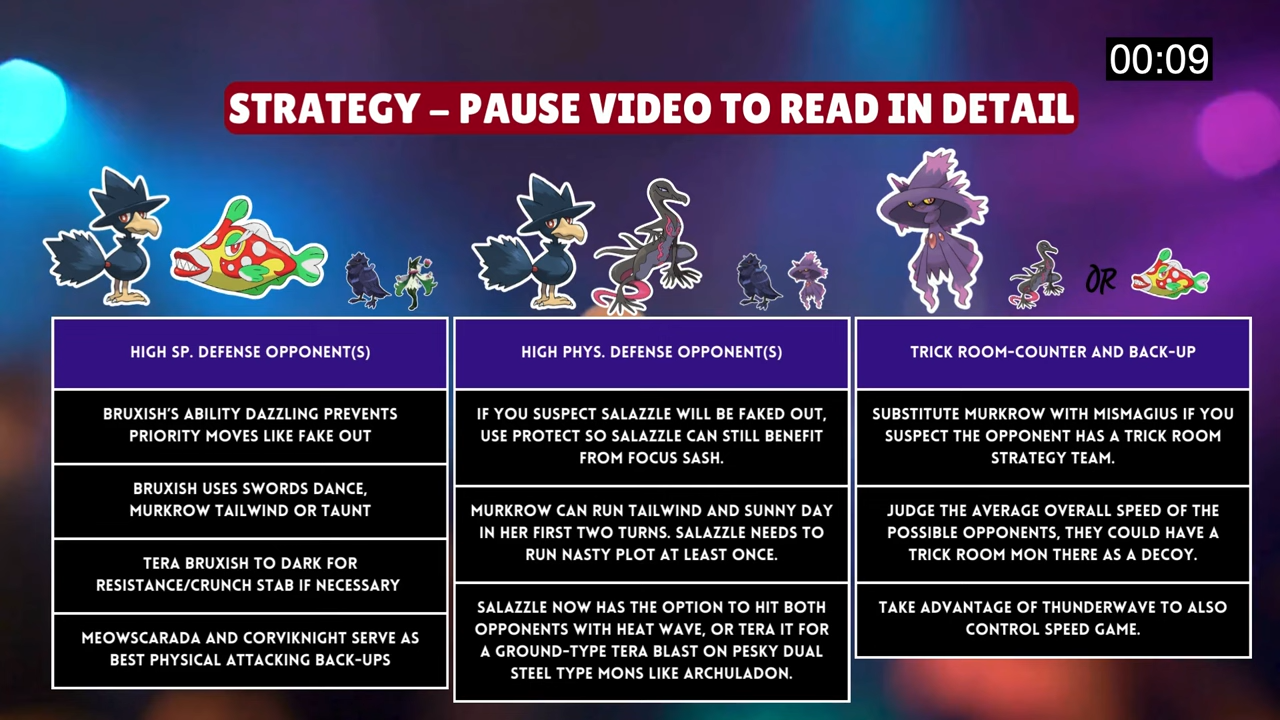 00:09
STRATEGY – PAUSE VIDEO TO READ IN DETAIL
OR
HIGH SP. DEFENSE OPPONENT(S)
BRUXISH'S ABILITY DAZZLING PREVENTS
PRIORITY MOVES LIKE FAKE OUT
BRUXISH USES SWORDS DANCE,
MURKROW TAILWIND OR TAUNT
TERA BRUXISH TO DARK FOR
RESISTANCE/CRUNCH STAB IF NECESSARY
MEOWSCARADA AND CORVIKNIGHT SERVE AS
BEST PHYSICAL ATTACKING BACK-UPS
HIGH PHYS. DEFENSE OPPONENT(S)
IF YOU SUSPECT SALAZZLE WILL BE FAKED OUT,
USE PROTECT SO SALAZZLE CAN STILL BENEFIT
FROM FOCUS SASH.
MURKROW CAN RUN TAILWIND AND SUNNY DAY
IN HER FIRST TWO TURNS. SALAZZLE NEEDS TO
RUN NASTY PLOT AT LEAST ONCE.
SALAZZLE NOW HAS THE OPTION TO HIT BOTH
OPPONENTS WITH HEAT WAVE, OR TERA IT FOR
A GROUND-TYPE TERA BLAST ON PESKY DUAL
STEEL TYPE MONS LIKE ARCHULADON.
TRICK ROOM-COUNTER AND BACK-UP
SUBSTITUTE MURKROW WITH MISMAGIUS IF YOU
SUSPECT THE OPPONENT HAS A TRICK ROOM
STRATEGY TEAM.
JUDGE THE AVERAGE OVERALL SPEED OF THE
POSSIBLE OPPONENTS, THEY COULD HAVE A
TRICK ROOM MON THERE AS A DECOY.
TAKE ADVANTAGE OF THUNDERWAVE TO ALSO
CONTROL SPEED GAME.